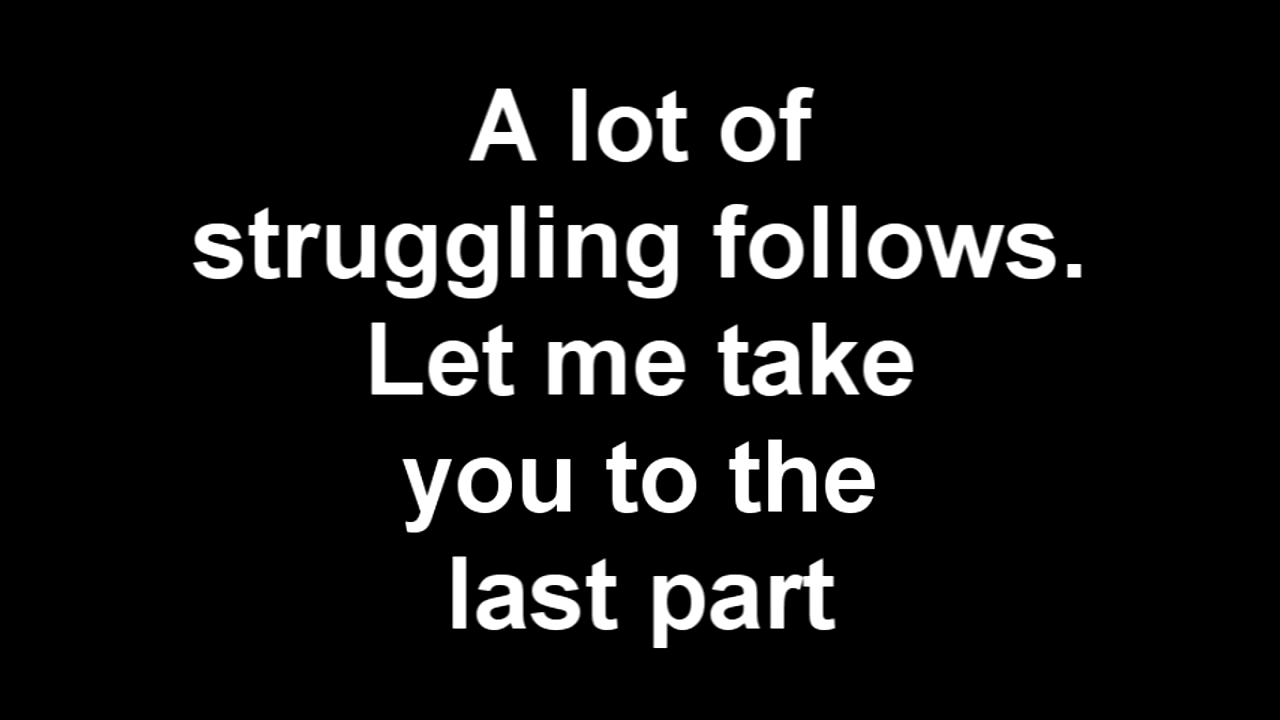 A lot of
struggling follows.
Let me take
you to the
last part